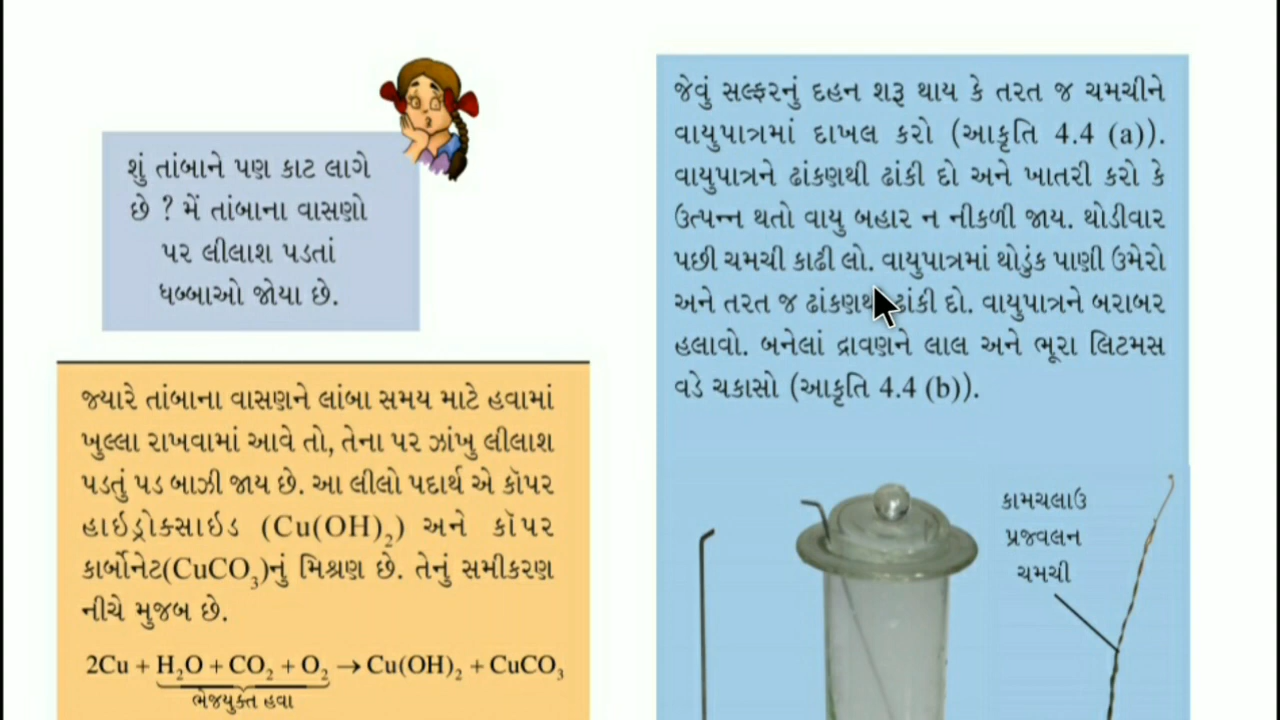 શું તાંબાને પણ કાટ લાગે
છે ? મેં તાંબાના વાસણો
પર લીલાશ પડતાં
ધબ્બાઓ જોયા છે.
જ્યારે તાંબાના વાસણને લાંબા સમય માટે હવામાં
ખુલ્લા રાખવામાં આવે તો, તેના પર ઝાંખુ લીલાશ
પડતું પડ બાઝી જાય છે. આ લીલો પદાર્થ એ કૉપર
હાઇડ્રોક્સાઇડ (Cu(OH)₂) અને કૉપર
કાર્બોનેટ(CuCO₃)નું મિશ્રણ છે. તેનું સમીકરણ
નીચે મુજબ છે.
2Cu + H₂O + CO₂ + O₂ → Cu(OH)₂ + CuCO₃
ભેજયુક્ત હવા
જેવું સલ્ફરનું દહન શરૂ થાય કે તરત જ ચમચીને
વાયુપાત્રમાં દાખલ કરો (આકૃતિ 4.4 (a)).
વાયુપાત્રને ઢાંકણથી ઢાંકી દો અને ખાતરી કરો કે
ઉત્પન્ન થતો વાયુ બહાર ન નીકળી જાય. થોડીવાર
પછી ચમચી કાઢી લો. વાયુપાત્રમાં થોડુંક પાણી ઉમેરો
અને તરત જ ઢાંકી દો. વાયુપાત્રને બરાબર
હલાવો. બનેલાં દ્રાવણને લાલ અને ભૂરા લિટમસ
વડે ચકાસો (આકૃતિ 4.4 (b)).
કામચલાઉ
પ્રજ્વલન
ચમચી